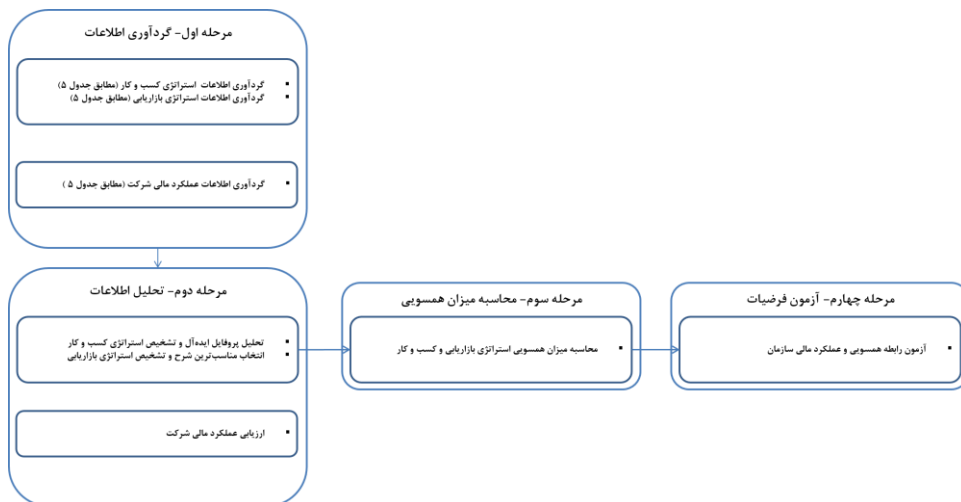 مرحله اول- گردآوری اطلاعات
▪ گردآوری اطلاعات استراتژی کسب و کار (مطابق جدول ۵)
▪ گردآوری اطلاعات استراتژی بازاریابی (مطابق جدول ۵)
▪ گردآوری اطلاعات عملکرد مالی شرکت (مطابق جدول ۵ )
مرحله دوم- تحلیل اطلاعات
▪ تحلیل پروفایل ایده‌آل و تشخیص استراتژی کسب و کار
▪ انتخاب مناسب‌ترین شرح و تشخیص استراتژی بازاریابی
▪ ارزیابی عملکرد مالی شرکت
مرحله سوم- محاسبه میزان همسویی
▪ محاسبه میزان همسویی استراتژی بازاریابی و کسب و کار
مرحله چهارم- آزمون فرضیات
▪ آزمون رابطه همسویی و عملکرد مالی سازمان